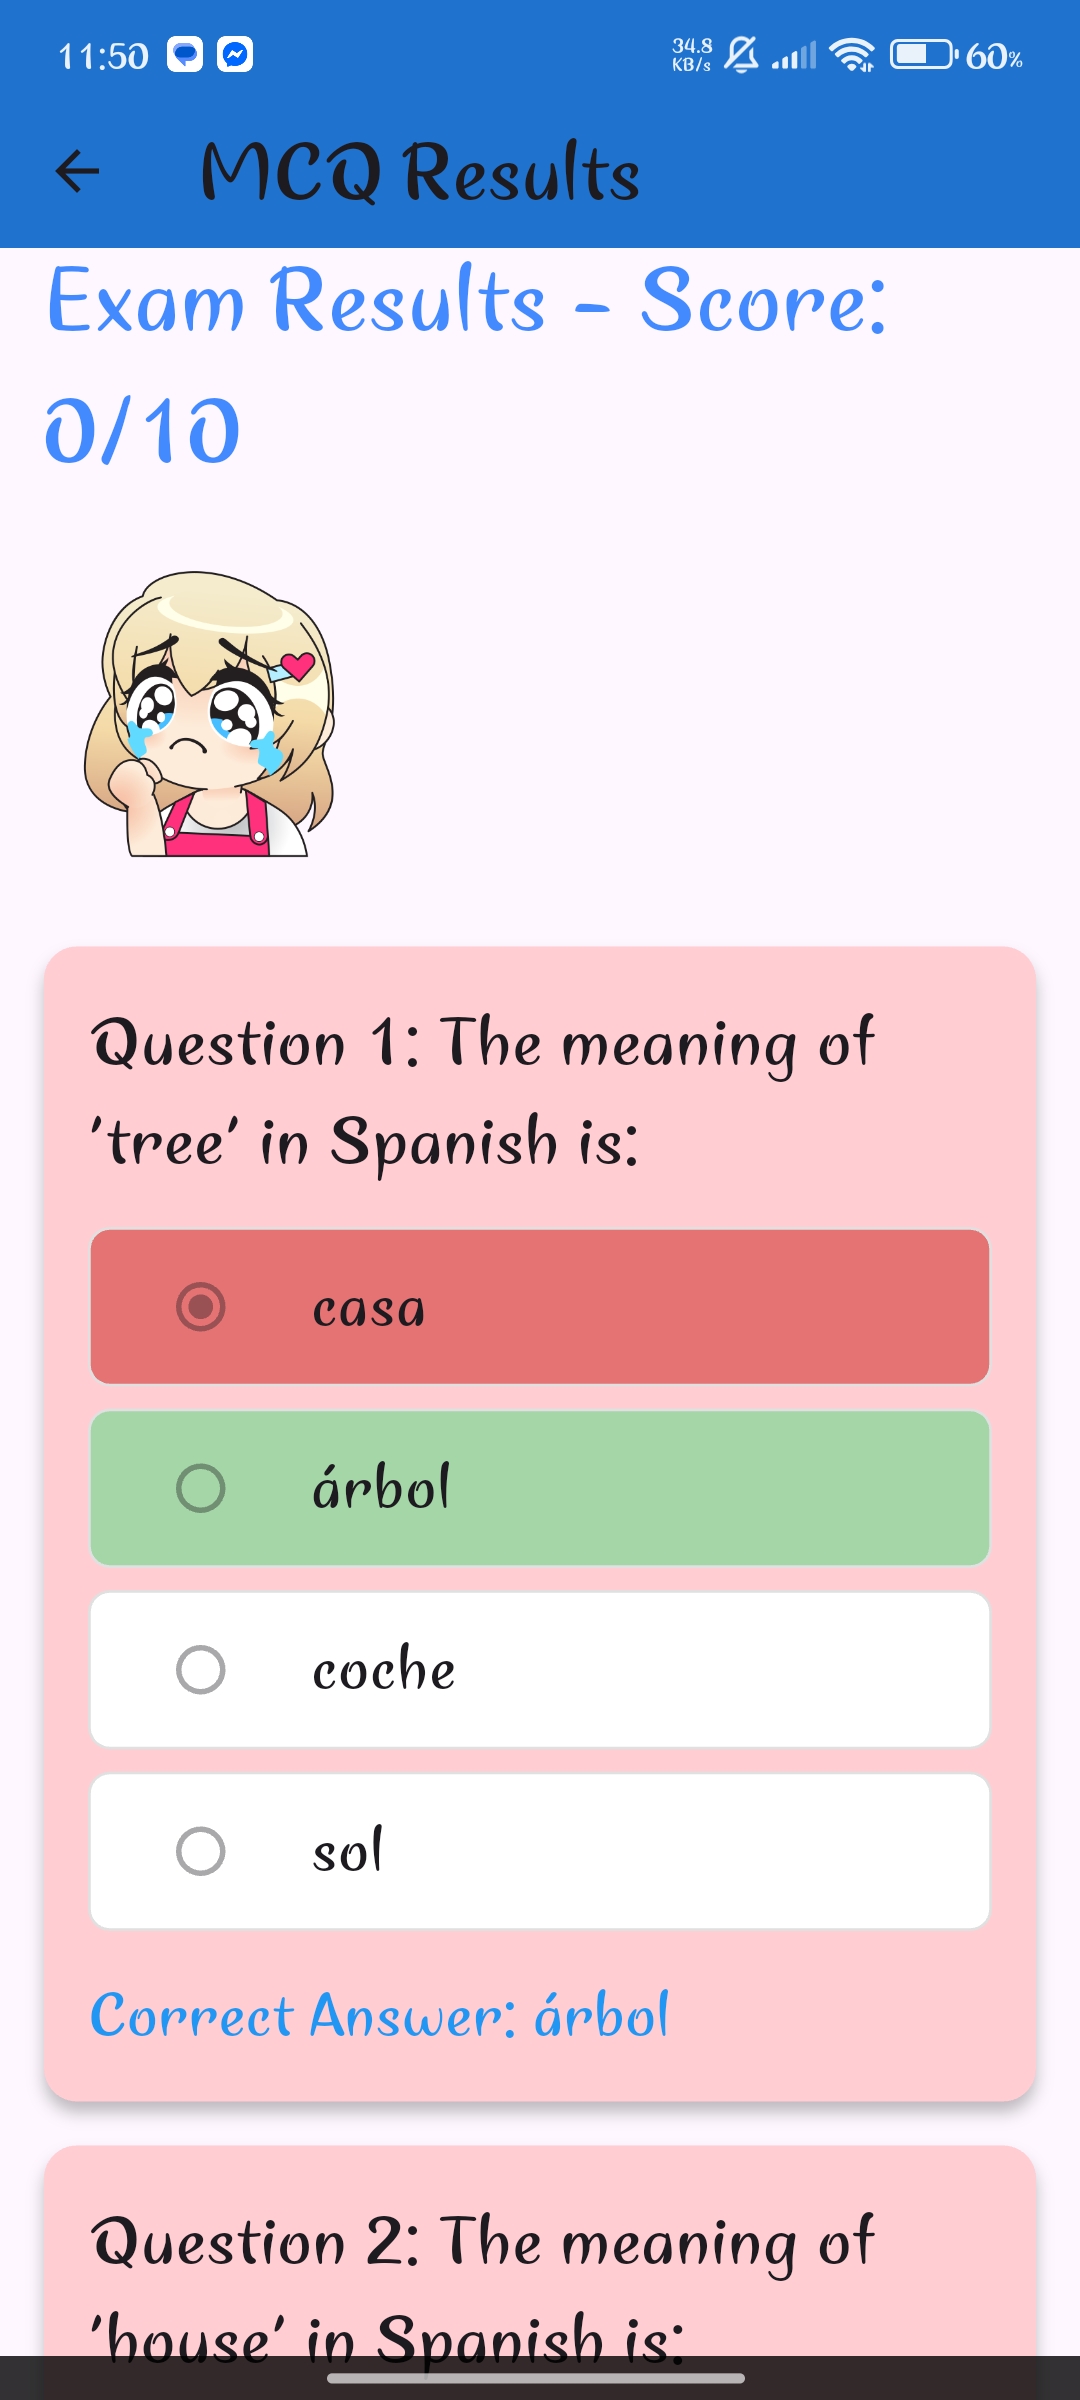 11:50
34.8
KB/s
60%
MCQ Results
Exam Results - Score:
0/10
Question 1: The meaning of
'tree' in Spanish is:
casa
árbol
coche
sol
Correct Answer: árbol
Question 2: The meaning of
'house' in Spanish is: